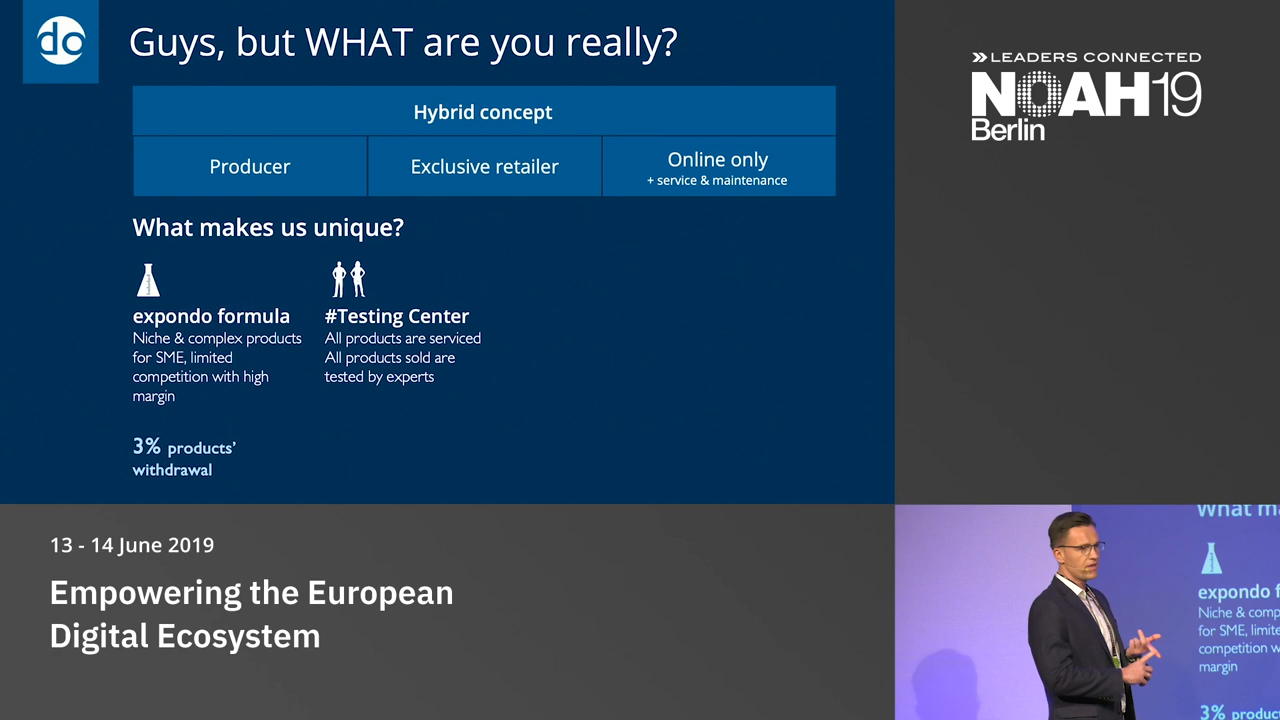 do
Guys, but WHAT are you really?
Hybrid concept
Producer
Exclusive retailer
Online only
+ service & maintenance
What makes us unique?
expondo formula
Niche & complex products
for SME, limited
competition with high
margin
#Testing Center
All products are serviced
All products sold are
tested by experts
3% products’
withdrawal
LEADERS CONNECTED
NOAH19
Berlin
13 - 14 June 2019
Empowering the European
Digital Ecosystem
What ma
expondo f
Niche & comp
for SME, limite
competition w
margin
3% produc